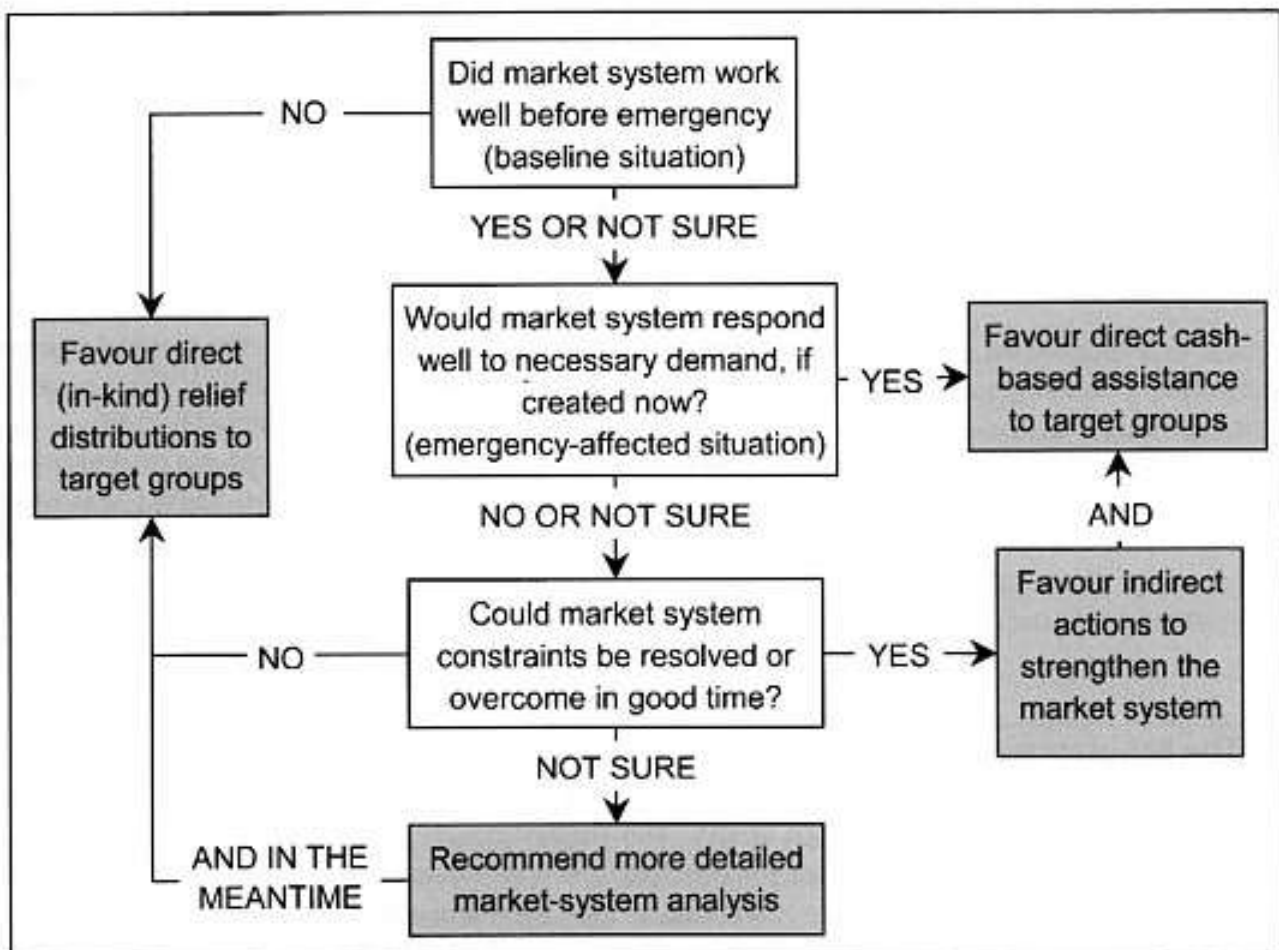 Did market system work
well before emergency
(baseline situation)
NO
YES OR NOT SURE
Would market system respond
well to necessary demand, if
created now?
(emergency-affected situation)
YES
Favour direct cash-
based assistance
to target groups
Favour direct
(in-kind) relief
distributions to
target groups
NO OR NOT SURE
AND
Could market system
constraints be resolved or
overcome in good time?
NO
YES
Favour indirect
actions to
strengthen the
market system
NOT SURE
Recommend more detailed
market-system analysis
AND IN THE
MEANTIME